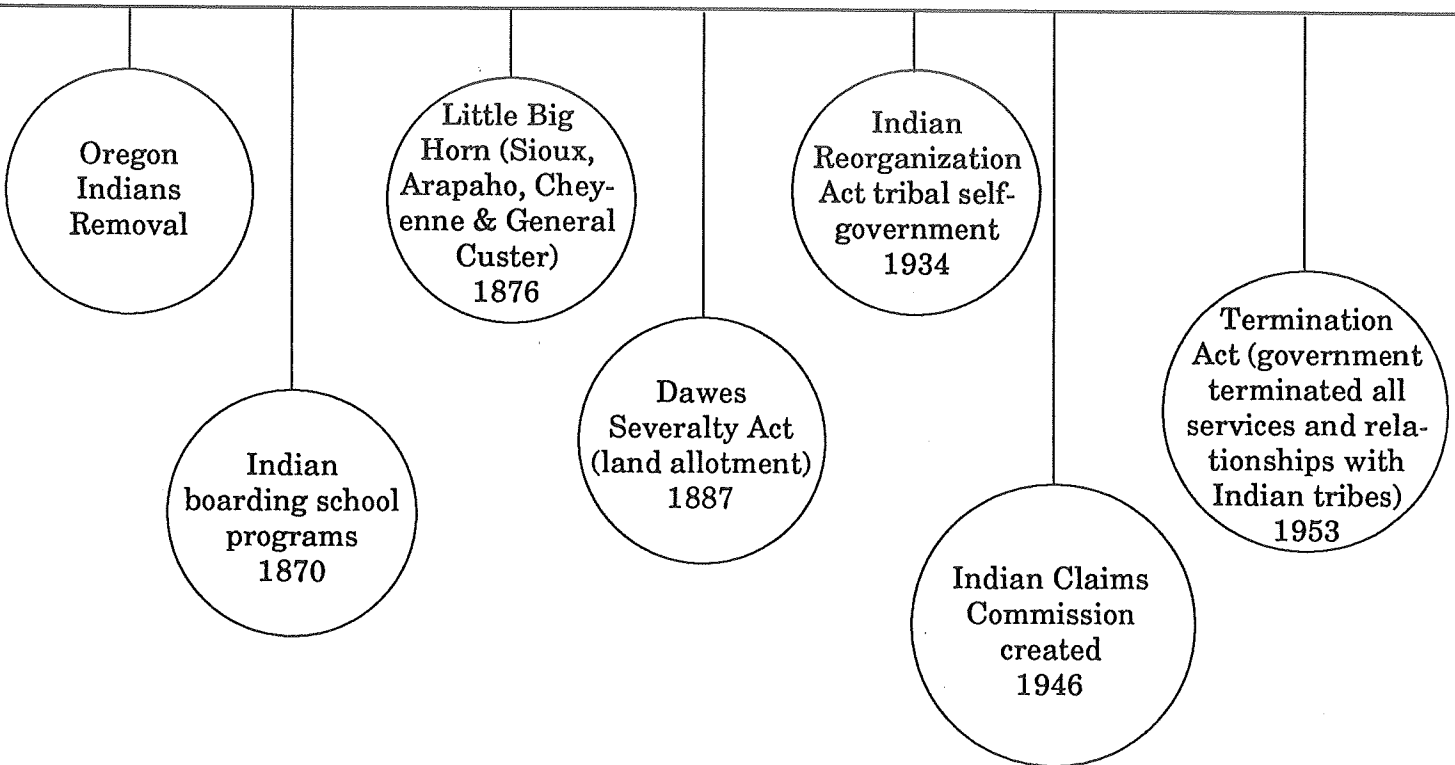 Oregon
Indians
Removal
Indian
boarding school
programs
1870
Little Big
Horn (Sioux,
Arapaho, Chey-
enne & General
Custer)
1876
Dawes
Severalty Act
(land allotment)
1887
Indian
Reorganization
Act tribal self-
government
1934
Indian Claims
Commission
created
1946
Termination
Act (government
terminated all
services and rela-
tionships with
Indian tribes)
1953